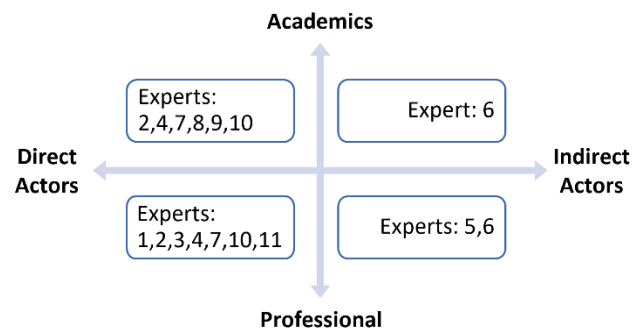 Academics
Experts:
2,4,7,8,9,10
Expert: 6
Direct
Actors
Indirect
Actors
Experts:
1,2,3,4,7,10,11
Experts: 5,6
Professional